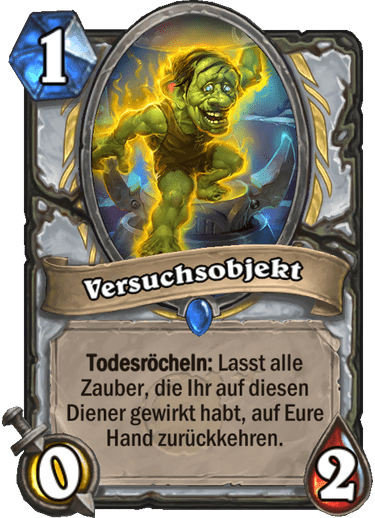 1
Versuchsobjekt
Todesröcheln: Lasst alle
Zauber, die Ihr auf diesen
Diener gewirkt habt, auf Eure
Hand zurückkehren.
0
2